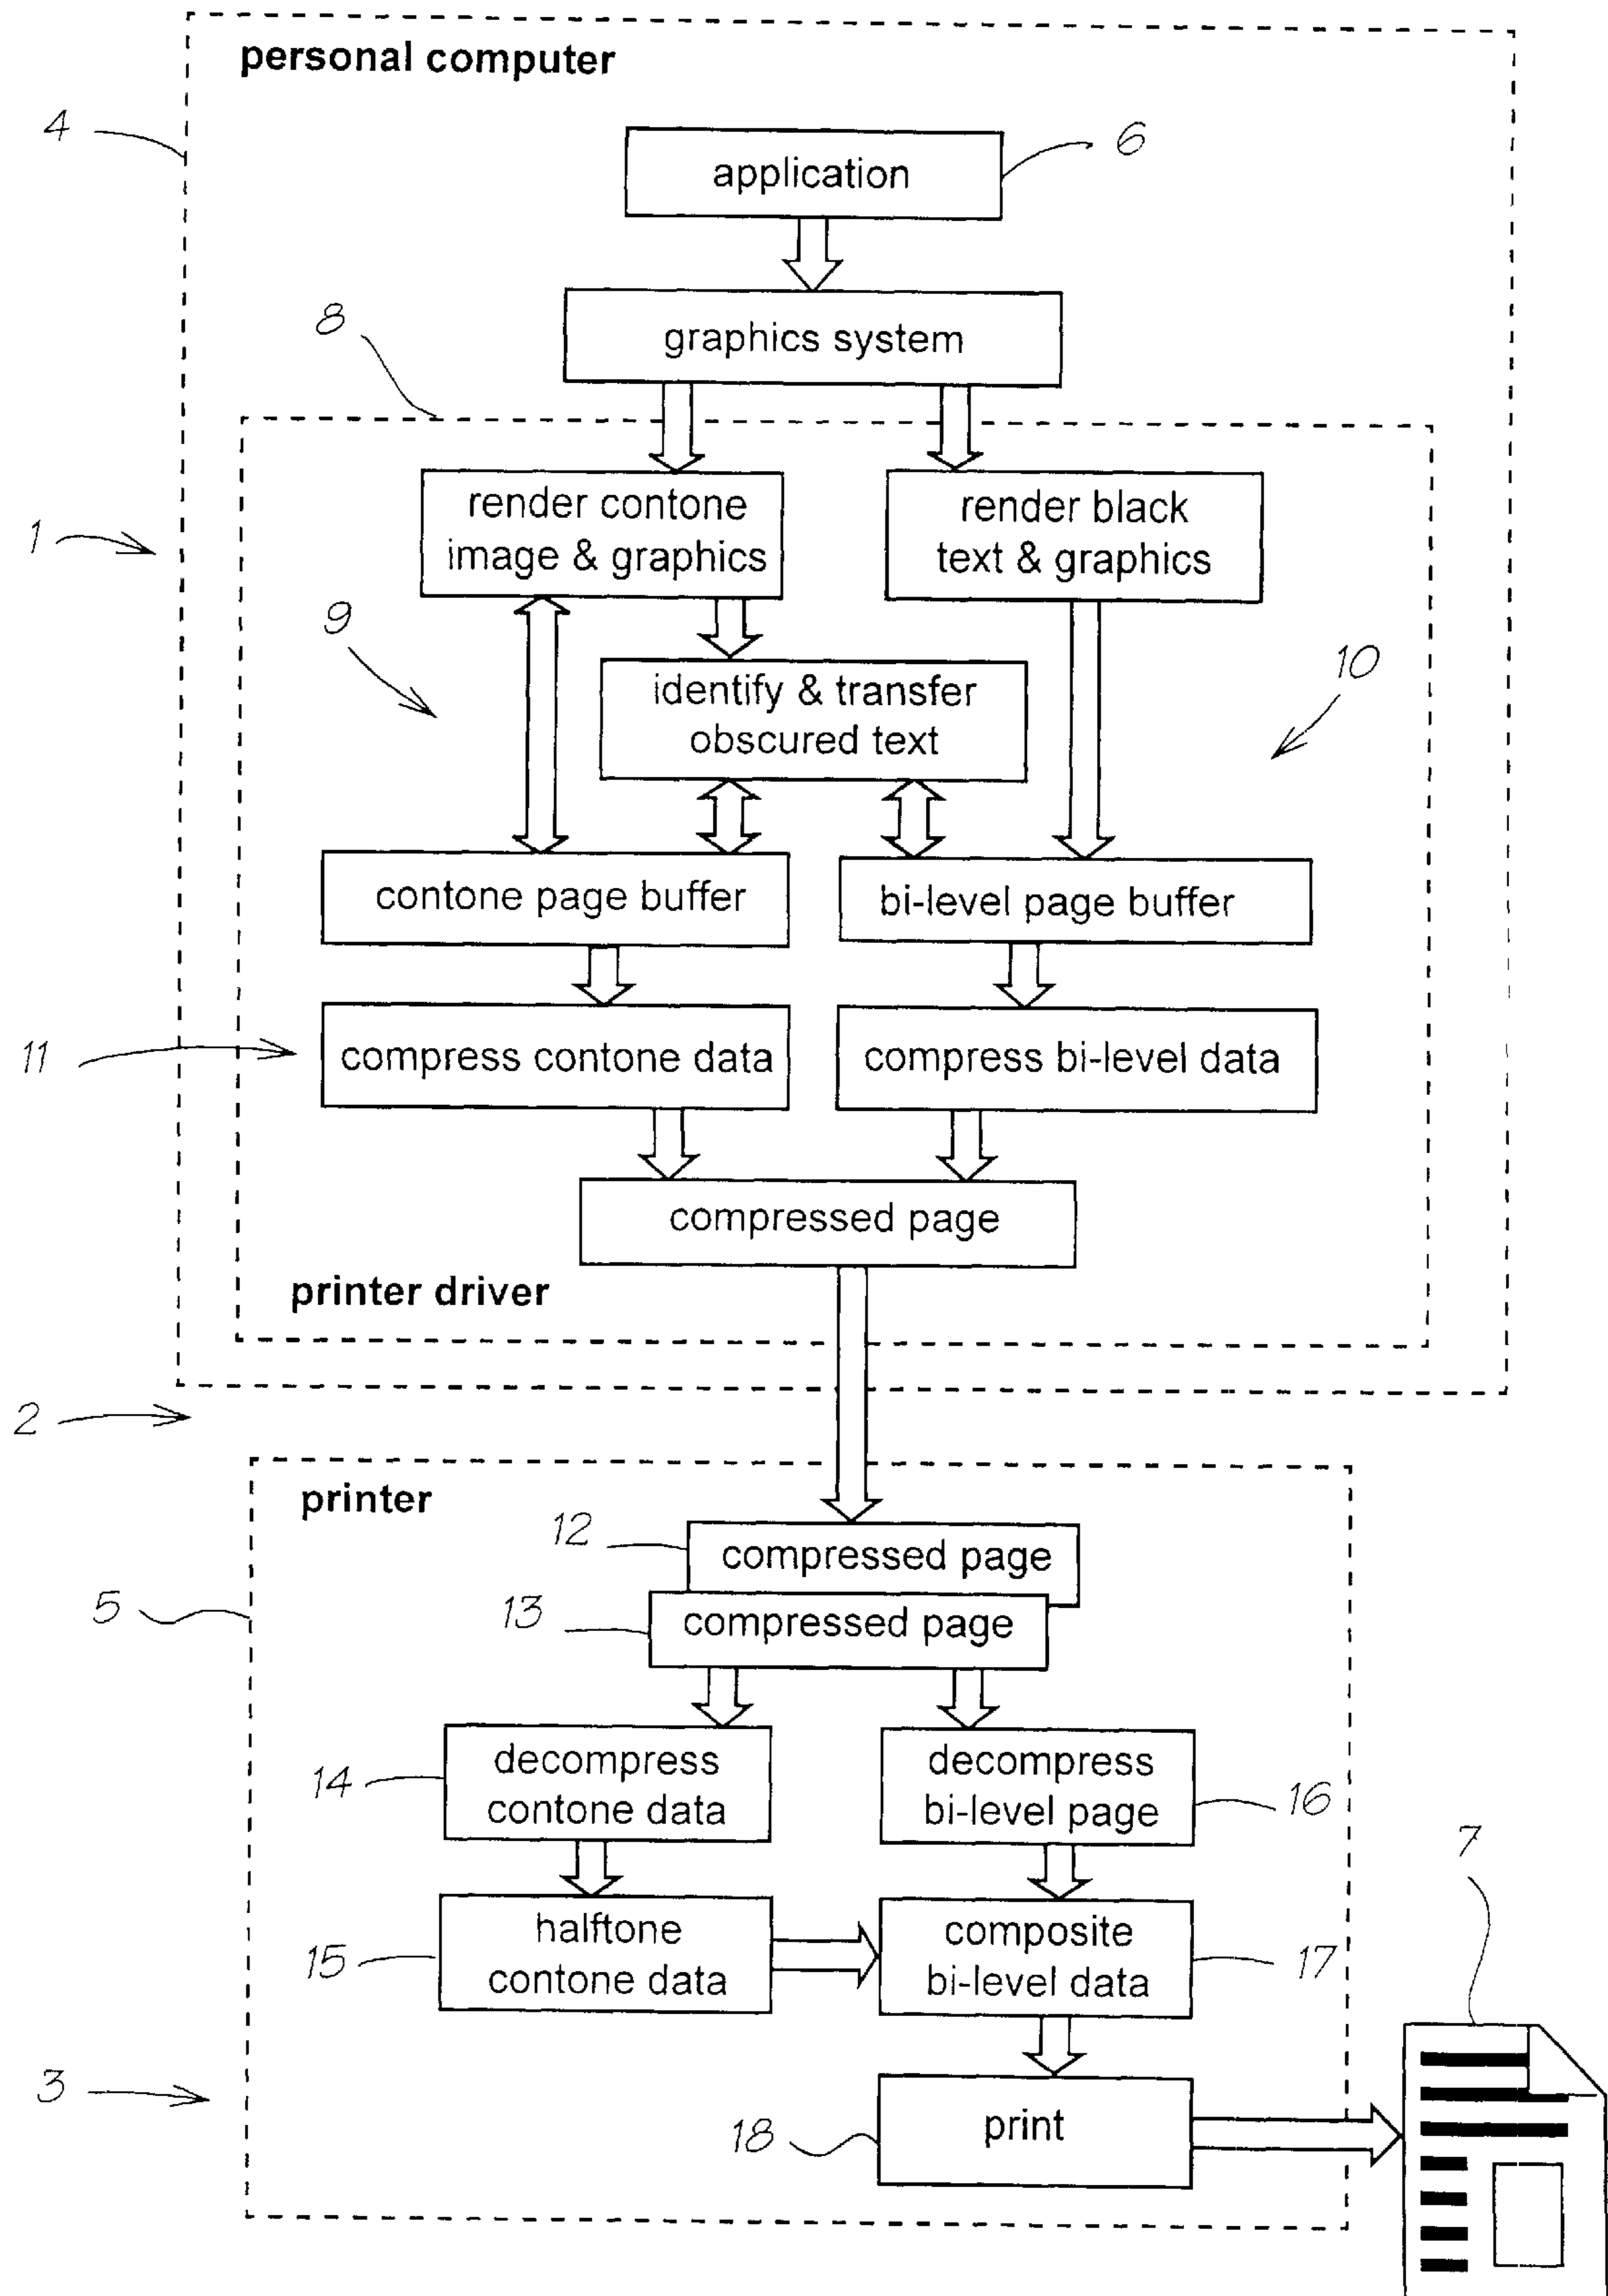 personal computer
4
application
6
graphics system
8
render contone
image & graphics
render black
text & graphics
1
9
identify & transfer
obscured text
10
contone page buffer
bi-level page buffer
11
compress contone data
compress bi-level data
compressed page
printer driver
2
printer
12
compressed page
5
13
compressed page
14
decompress
contone data
decompress
bi-level page
16
7
15
halftone
contone data
composite
bi-level data
17
3
18
print